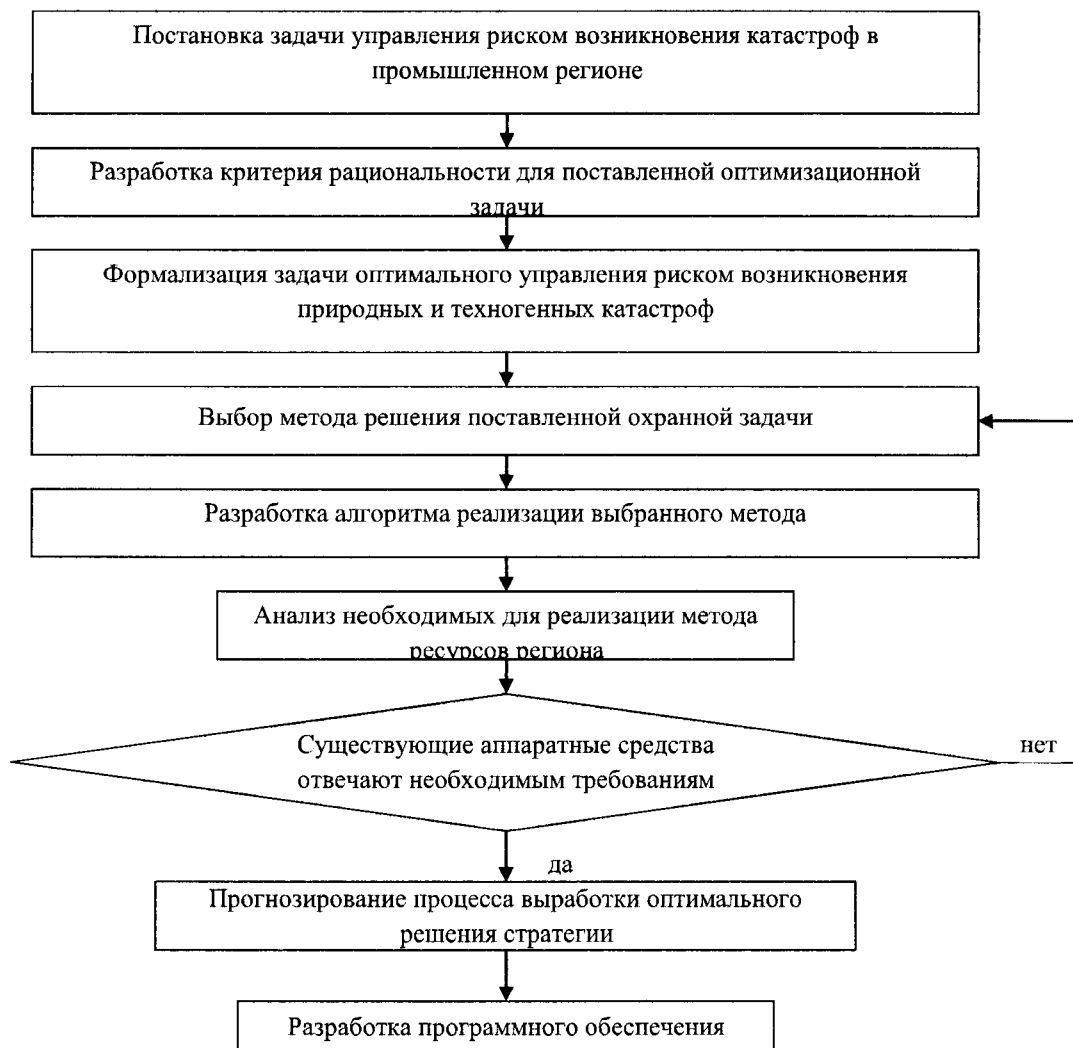 Постановка задачи управления риском возникновения катастроф в
промышленном регионе
Разработка критерия рациональности для поставленной оптимизационной
задачи
Формализация задачи оптимального управления риском возникновения
природных и техногенных катастроф
Выбор метода решения поставленной охранной задачи
Разработка алгоритма реализации выбранного метода
Анализ необходимых для реализации метода
ресурсов региона
Существующие аппаратные средства
отвечают необходимым требованиям
нет
да
Прогнозирование процесса выработки оптимального
решения стратегии
Разработка программного обеспечения